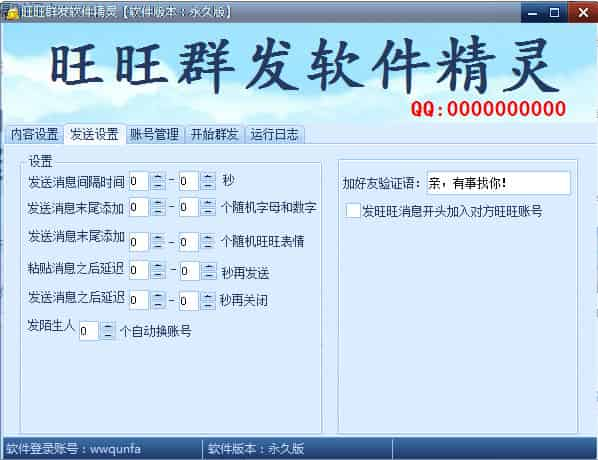 旺旺群发软件精灵【软件版本：永久版】
旺旺群发软件精灵
QQ:0000000000
内容设置 发送设置 账号管理 开始群发 运行日志
设置
发送消息间隔时间 0 - 0 秒
发送消息末尾添加 0 - 0 个随机字母和数字
发送消息末尾添加 0 - 0 个随机旺旺表情
粘贴消息之后延迟 0 - 0 秒再发送
发送消息之后延迟 0 - 0 秒再关闭
发陌生人 0 个自动换账号
加好友验证语： 亲，有事找你！
发旺旺消息开头加入对方旺旺账号
软件登录账号：wwqunfa 软件版本：永久版